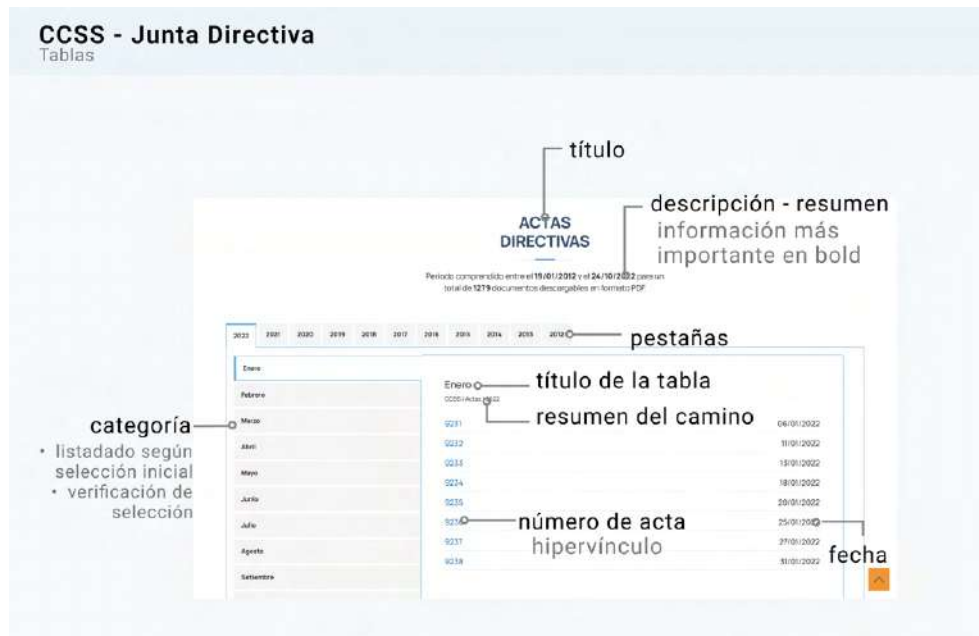 CCSS - Junta Directiva
Tablas
título
descripción - resumen
información más
importante en bold
ACTAS
DIRECTIVAS
Periodo comprendido entre el 19/01/2012 y el 24/10/2022 para un
total de 1279 documentos descargables en formato PDF
2022 2021 2020 2019 2018 2017 2016 2015 2014 2013 2012
pestañas
Enero
Febrero
Marzo
Abril
Mayo
Junio
Julio
Agosto
Setiembre
categoría
• listadado según
selección inicial
• verificación de
selección
Enero
título de la tabla
CCSS | Actas | 2022
resumen del camino
9231 06/01/2022
9232 11/01/2022
9233 13/01/2022
9234 18/01/2022
9235 20/01/2022
9236 25/01/2022
9237 27/01/2022
9238 31/01/2022
número de acta
hipervínculo
fecha